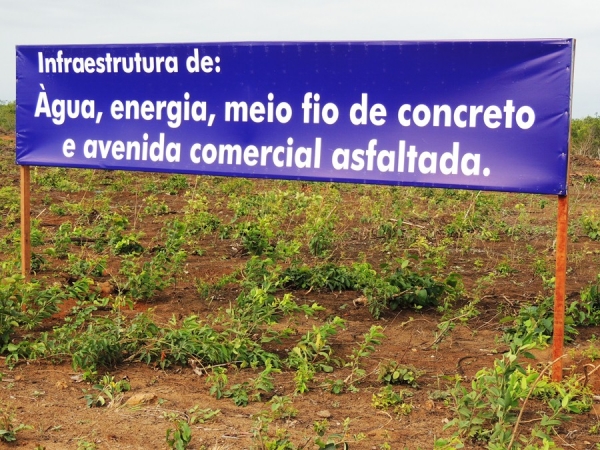 Infraestrutura de:
Àgua, energia, meio fio de concreto
e avenida comercial asfaltada.